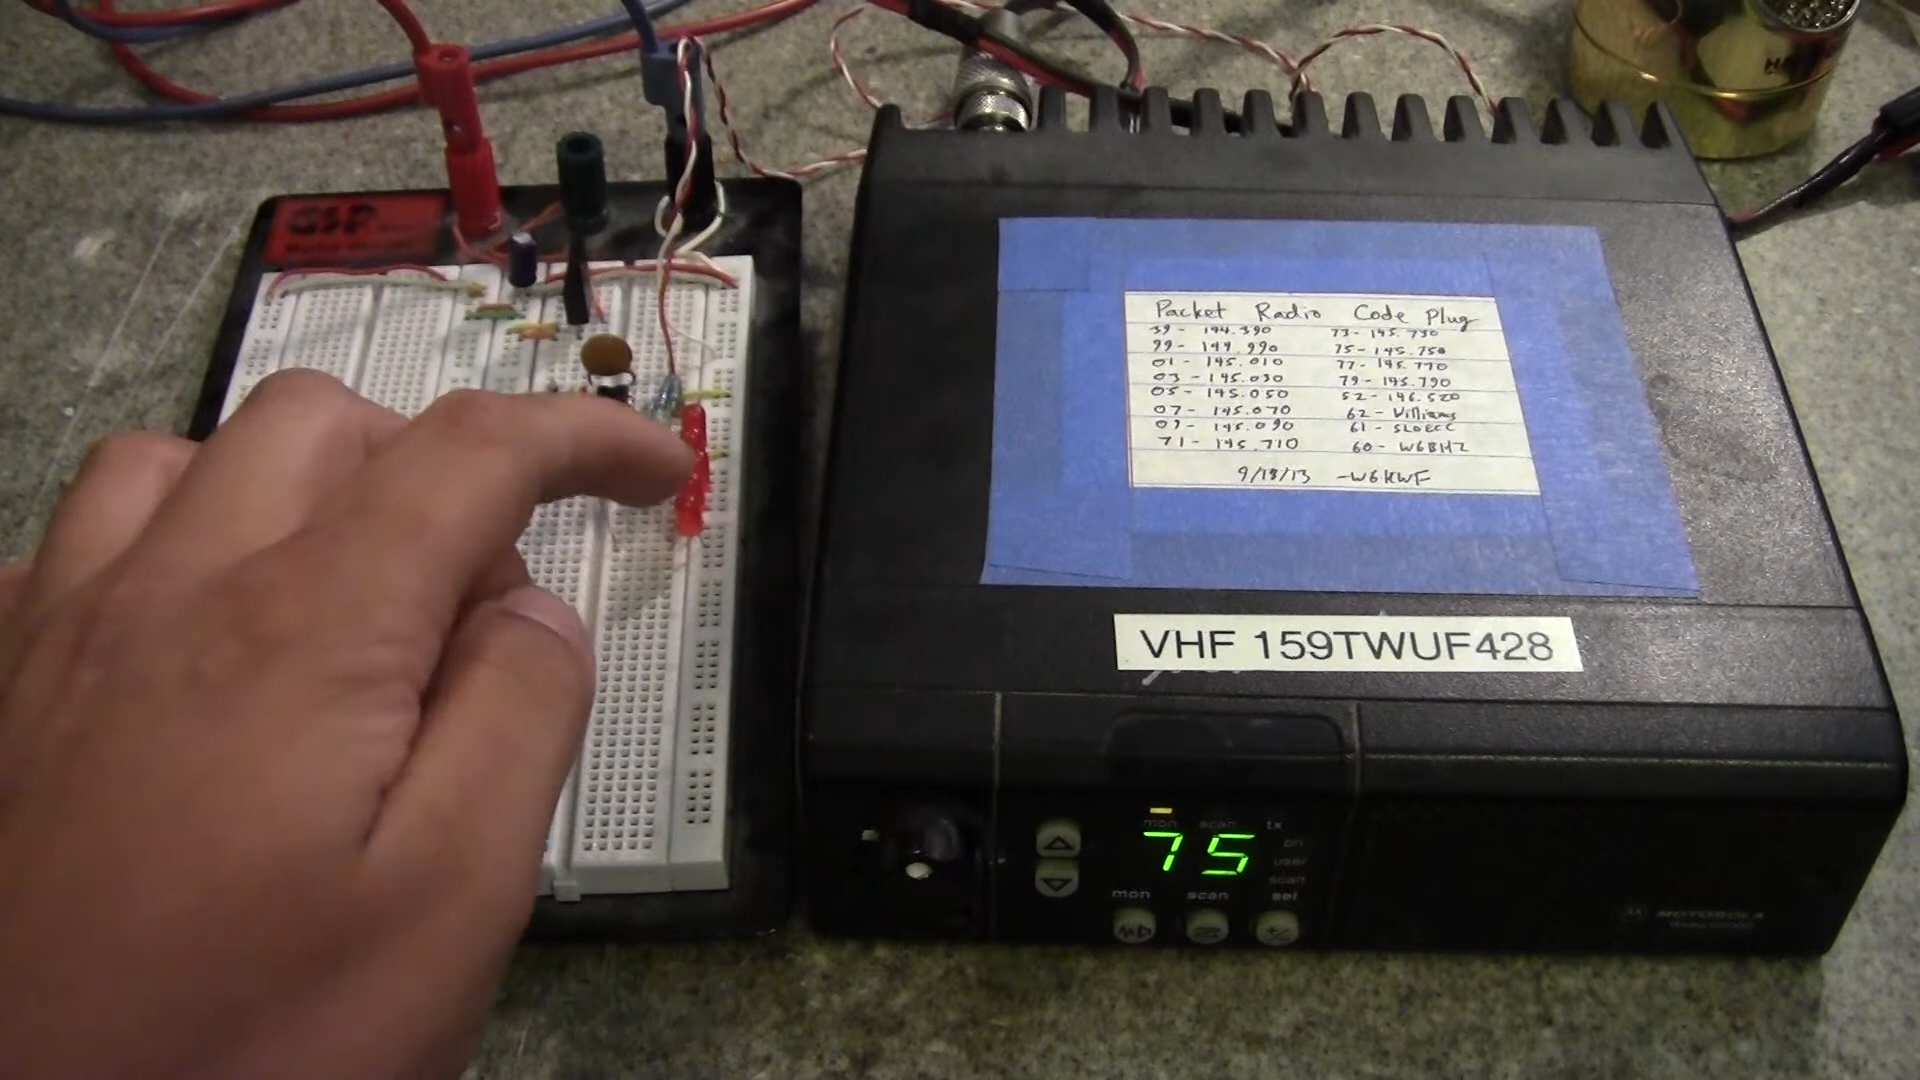 Packet Radio Code Plug
39 - 144.390 73 - 145.730
99 - 144.990 75 - 145.750
01 - 145.010 77 - 145.770
03 - 145.030 79 - 145.790
05 - 145.050 52 - 146.520
07 - 145.070 62 - Williams
09 - 145.090 61 - SLOECC
71 - 145.710 60 - W6BHZ
9/18/13 -W6KWF
VHF 159TWUF428
mon scan tx
75
pri
user
scan
mon scan sel
MOTOROLA